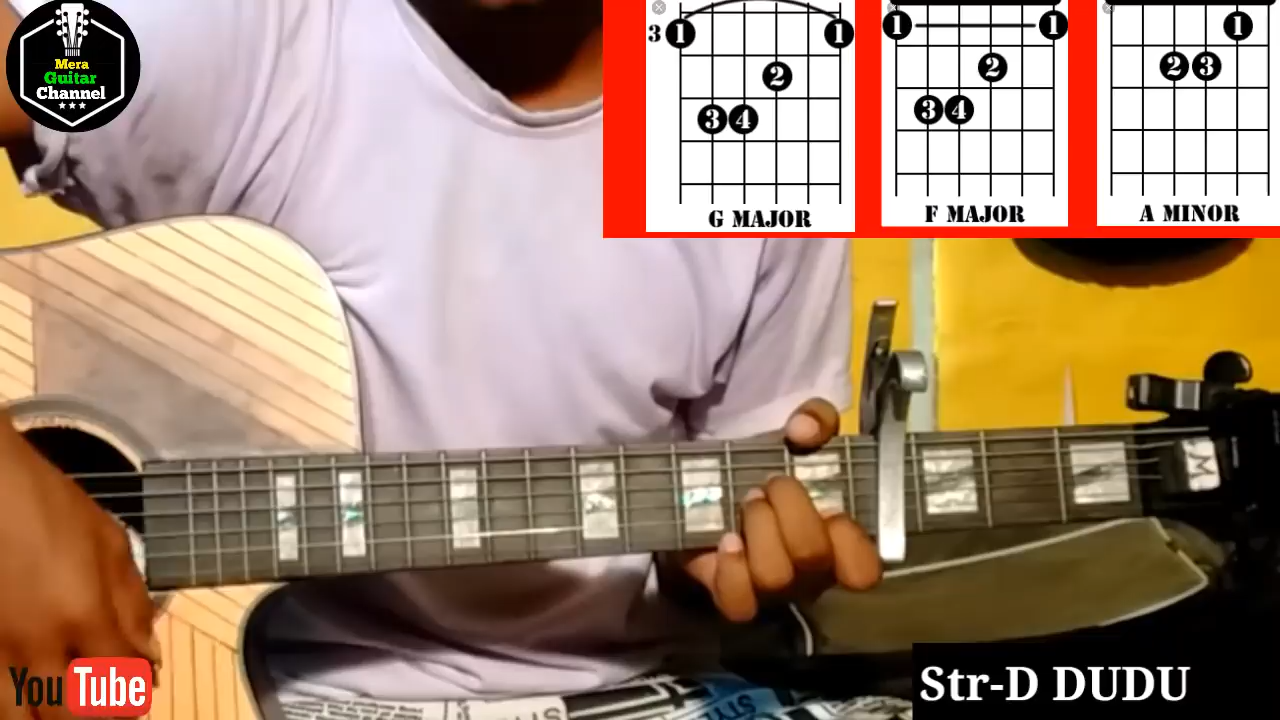 Mera
Guitar
Channel
3 1 1
2
3 4
G MAJOR
1 1
2
3 4
F MAJOR
1
2 3
A MINOR
M
YouTube
Str-D DUDU